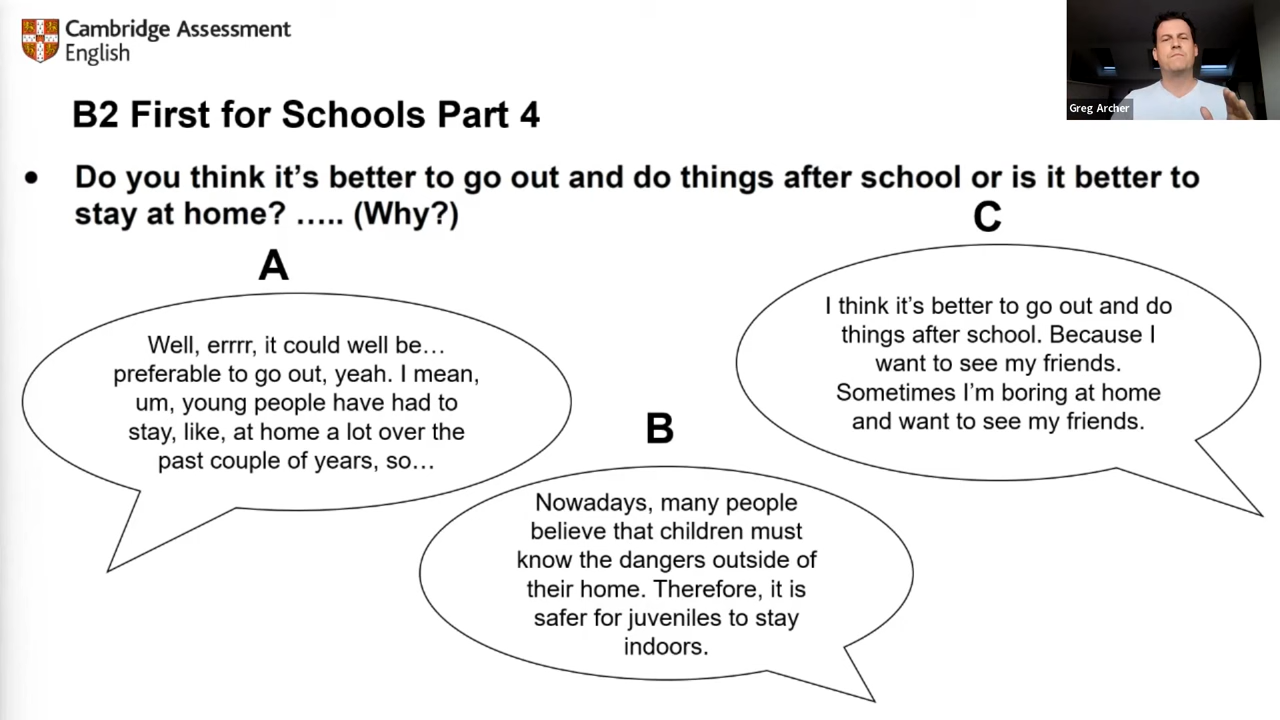 Cambridge Assessment
English
Greg Archer
B2 First for Schools Part 4
• Do you think it’s better to go out and do things after school or is it better to
stay at home? ….. (Why?)
A
Well, errrr, it could well be…
preferable to go out, yeah. I mean,
um, young people have had to
stay, like, at home a lot over the
past couple of years, so…
B
Nowadays, many people
believe that children must
know the dangers outside of
their home. Therefore, it is
safer for juveniles to stay
indoors.
C
I think it’s better to go out and do
things after school. Because I
want to see my friends.
Sometimes I’m boring at home
and want to see my friends.